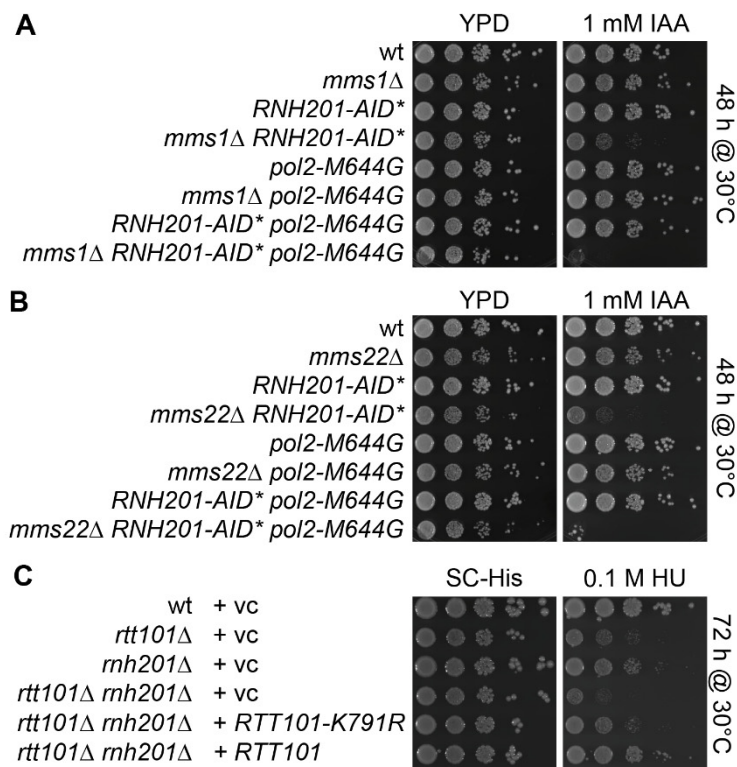 A
YPD 1 mM IAA
wt
mms1Δ
RNH201-AID*
mms1Δ RNH201-AID*
pol2-M644G
mms1Δ pol2-M644G
RNH201-AID* pol2-M644G
mms1Δ RNH201-AID* pol2-M644G
48 h @ 30°C
B
YPD 1 mM IAA
wt
mms22Δ
RNH201-AID*
mms22Δ RNH201-AID*
pol2-M644G
mms22Δ pol2-M644G
RNH201-AID* pol2-M644G
mms22Δ RNH201-AID* pol2-M644G
48 h @ 30°C
C
SC-His 0.1 M HU
wt + vc
rtt101Δ + vc
rnh201Δ + vc
rtt101Δ rnh201Δ + vc
rtt101Δ rnh201Δ + RTT101-K791R
rtt101Δ rnh201Δ + RTT101
72 h @ 30°C